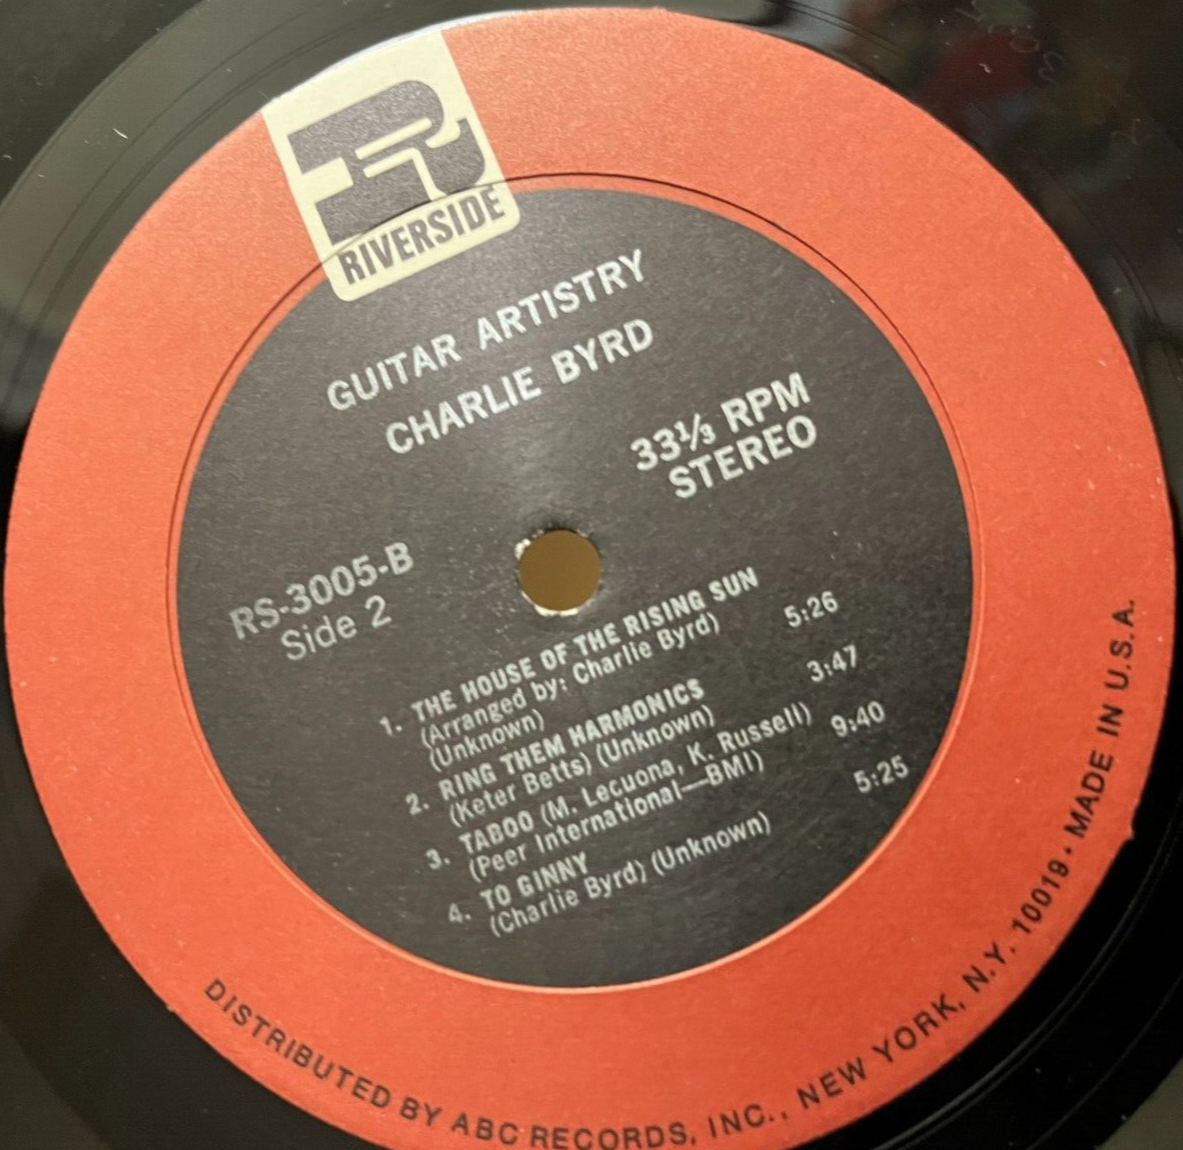 RIVERSIDE
GUITAR ARTISTRY
CHARLIE BYRD
33⅓ RPM
STEREO
RS-3005-B
Side 2
1. THE HOUSE OF THE RISING SUN 5:26
(Arranged by: Charlie Byrd)
(Unknown)
2. RING THEM HARMONICS 3:47
(Keter Betts) (Unknown)
3. TABOO (M. Lecuona, K. Russell) 9:40
(Peer International—BMI)
4. TO GINNY 5:25
(Charlie Byrd) (Unknown)
DISTRIBUTED BY ABC RECORDS, INC., NEW YORK, N.Y. 10019 • MADE IN U.S.A.